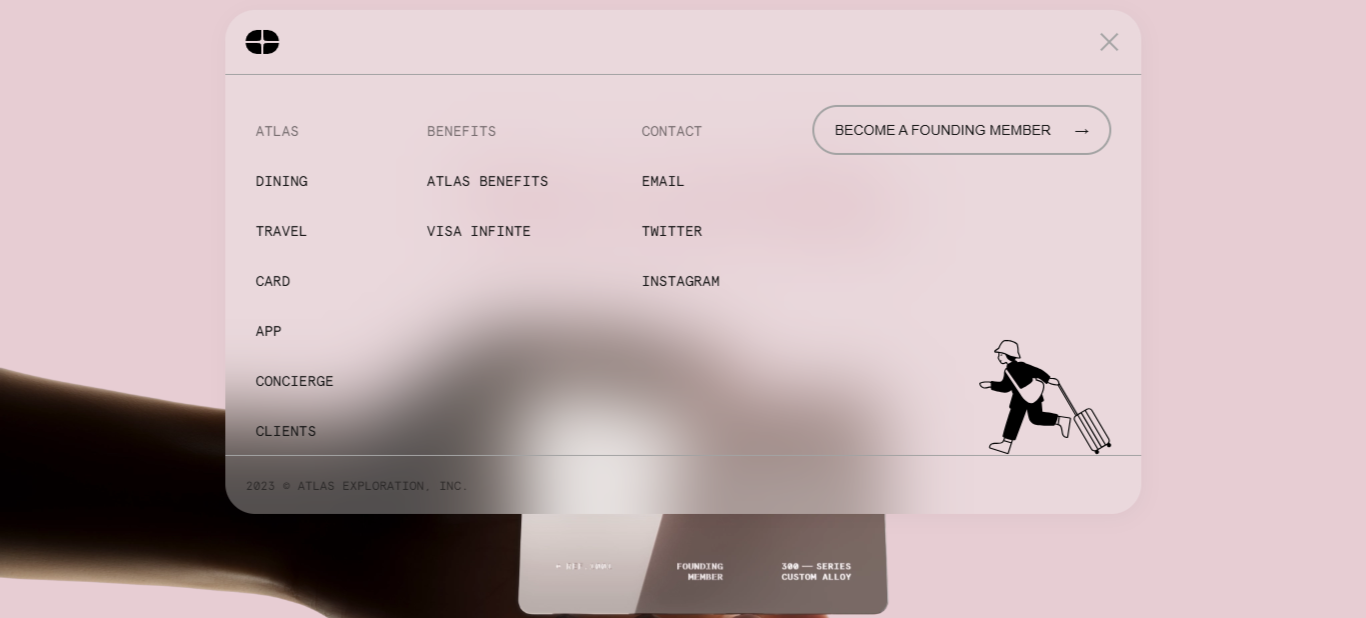 ATLAS
DINING
TRAVEL
CARD
APP
CONCIERGE
CLIENTS
BENEFITS
ATLAS BENEFITS
VISA INFINTE
CONTACT
EMAIL
TWITTER
INSTAGRAM
BECOME A FOUNDING MEMBER →
2023 © ATLAS EXPLORATION, INC.
FOUNDING
MEMBER
300 — SERIES
CUSTOM ALLOY